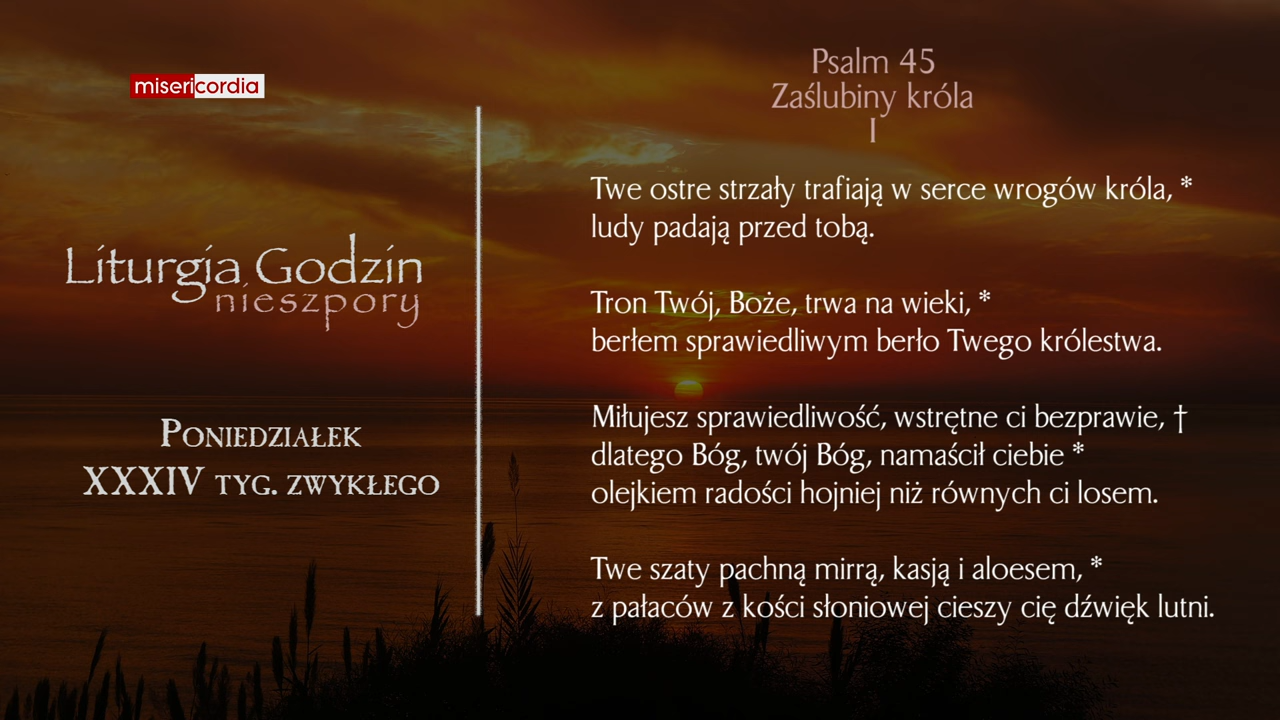 misericordia
Liturgia Godzin
nieszpory
Poniedziałek
XXXIV tyg. zwykłego
Psalm 45
Zaślubiny króla
I
Twe ostre strzały trafiają w serce wrogów króla, *
ludy padają przed tobą.
Tron Twój, Boże, trwa na wieki, *
berłem sprawiedliwym berło Twego królestwa.
Miłujesz sprawiedliwość, wstrętne ci bezprawie, †
dlatego Bóg, twój Bóg, namaścił ciebie *
olejkiem radości hojniej niż równych ci losem.
Twe szaty pachną mirrą, kasją i aloesem, *
z pałaców z kości słoniowej cieszy cię dźwięk lutni.